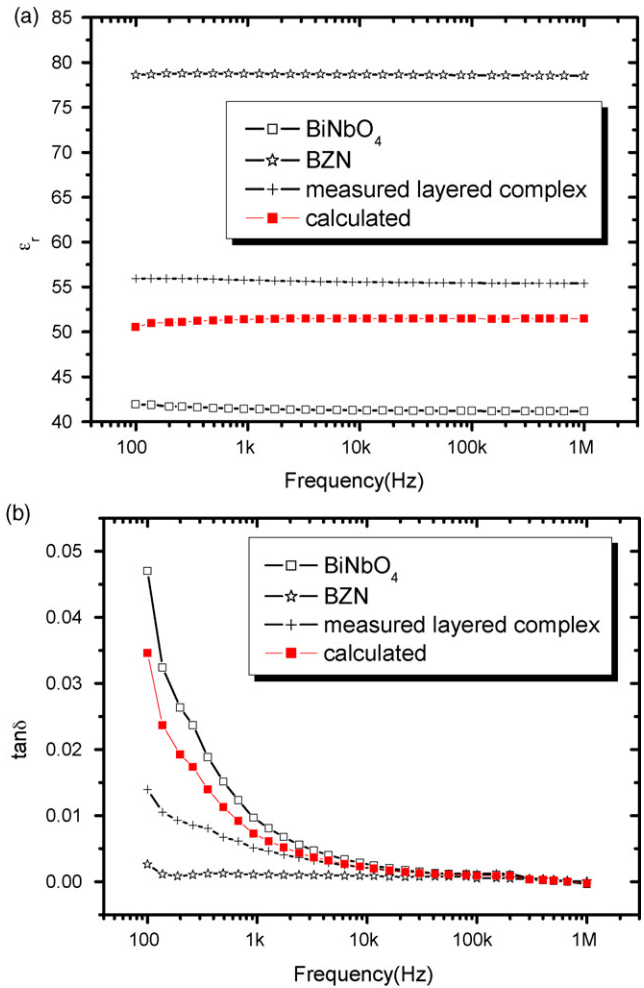 (a)
85
80
75
70
65
60
55
50
45
40
εr
BiNbO4
BZN
measured layered complex
calculated
100
1k
10k
100k
1M
Frequency(Hz)
(b)
0.05
0.04
0.03
0.02
0.01
0.00
tanδ
BiNbO4
BZN
measured layered complex
calculated
100
1k
10k
100k
1M
Frequency(Hz)